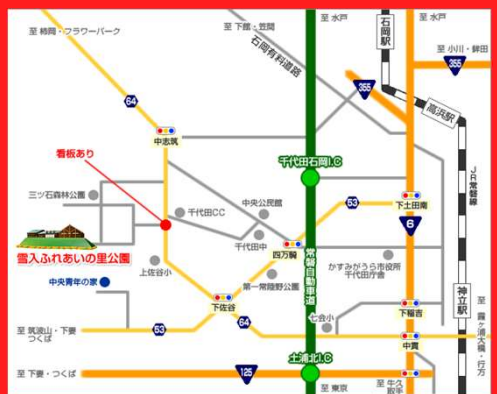 至 柿岡・フラワーパーク
至 下館・笠間
至 水戸
石岡駅
至 水戸
石岡有料道路
至 小川・鉾田
355
355
64
高浜駅
中志筑
看板あり
千代田石岡I.C
JR常磐線
三ツ石森林公園
千代田CC
中央公民館
53
下土田南
6
千代田中
四万騎
常磐自動車道
雪入ふれあいの里公園
上佐谷小
第一常陸野公園
かすみがうら市役所
千代田庁舎
中央青年の家
神立駅
下佐谷
下稲吉
七会小
至 筑波山・下妻
つくば
53
64
中貫
至 霞ヶ浦大橋・行方
土浦北I.C
至 下妻・つくば
125
至 東京
至 牛久
取手